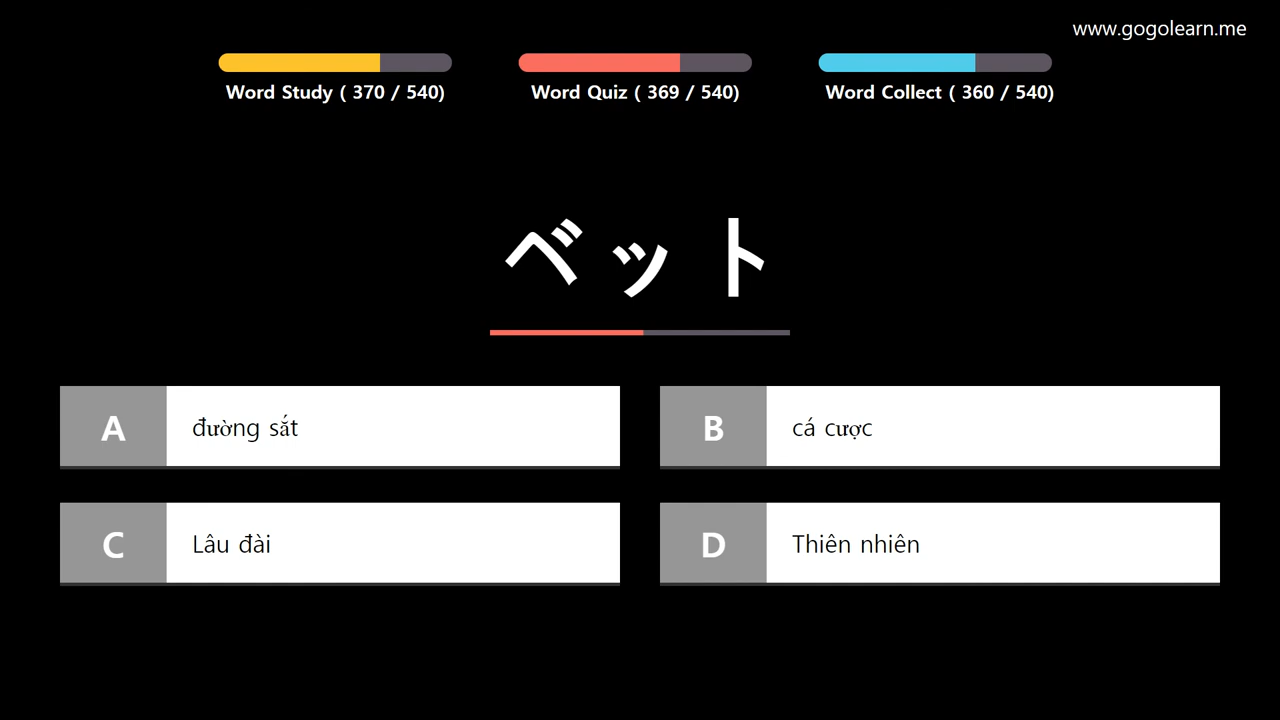 www.gogolearn.me
Word Study ( 370 / 540)
Word Quiz ( 369 / 540)
Word Collect ( 360 / 540)
ベット
A đường sắt
B cá cược
C Lâu đài
D Thiên nhiên